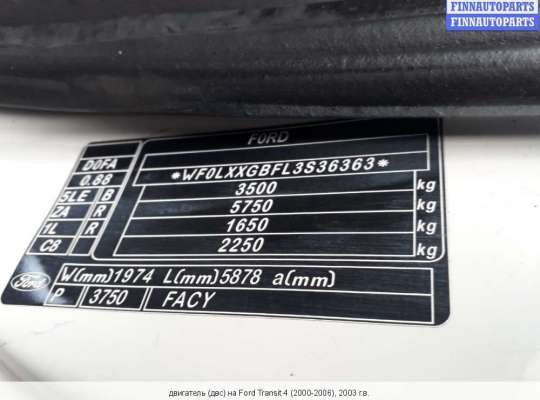 FINNAUTOPARTS
FINNAUTOPARTS
FORD
D0FA
*WF0LXXGBFL3S36363*
0.88
3500 kg
5LE B
5750 kg
ZA R
1650 kg
1L R
2250 kg
C8
Ford
W(mm)1974 L(mm)5878 a(mm)
P 3750 FACY
двигатель (двс) на Ford Transit 4 (2000-2006), 2003 г.в.